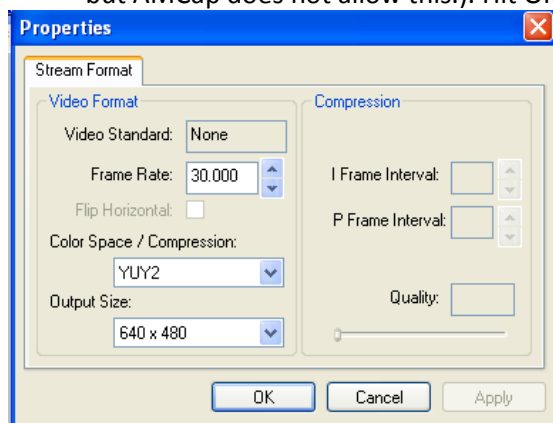 but AMCap does not allow this.). Hit O
Properties
Stream Format
Video Format
Video Standard: None
Frame Rate: 30.000
Flip Horizontal:
Color Space / Compression:
YUY2
Output Size:
640 x 480
Compression
I Frame Interval:
P Frame Interval:
Quality:
OK Cancel Apply